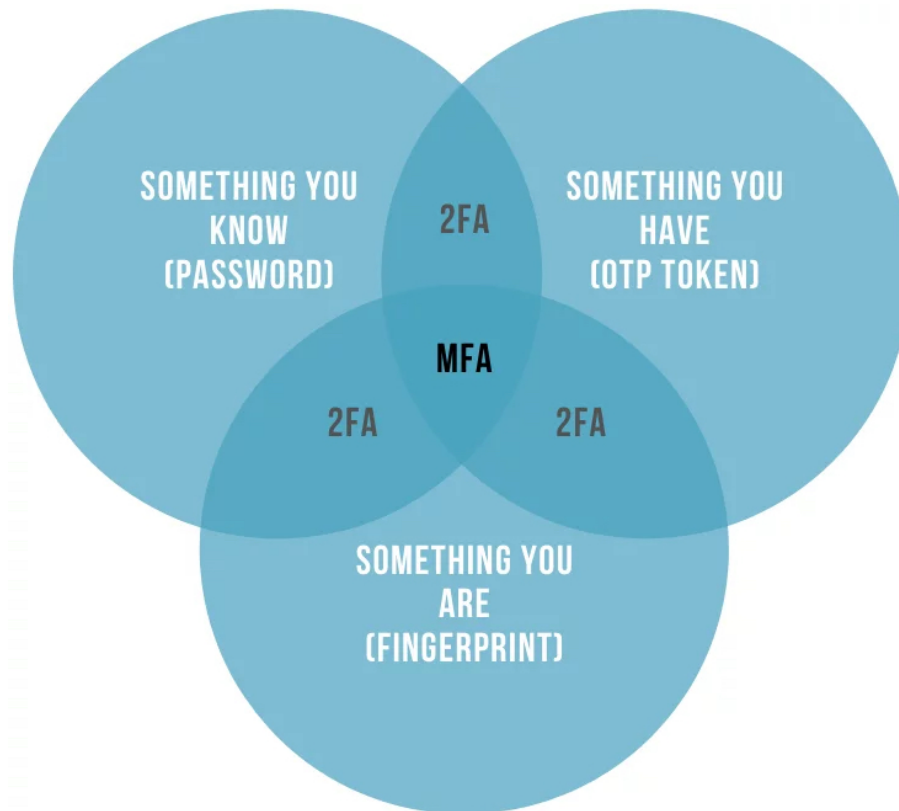 SOMETHING YOU
KNOW
(PASSWORD)
2FA
SOMETHING YOU
HAVE
(OTP TOKEN)
MFA
2FA
2FA
SOMETHING YOU
ARE
(FINGERPRINT)